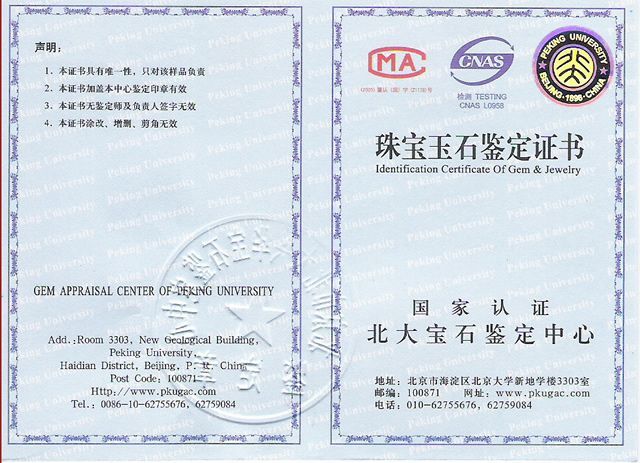 声明：
1. 本证书具有唯一性，只对该样品负责
2. 本证书加盖本中心鉴定印章有效
3. 本证书无鉴定师及负责人签字无效
4. 本证书涂改、增删、剪角无效
GEM APPRAISAL CENTER OF PEKING UNIVERSITY
Add.:Room 3303, New Geological Building,
Peking University,
Haidian District, Beijing, P. R. China
Post Code: 100871
Http://www.pkugac.com
Tel.: 0086-10-62755676, 62759084
MA
CNAS
检测 TESTING
CNAS L0958
PEKING UNIVERSITY
BEIJING · 1898 · CHINA
珠宝玉石鉴定证书
Identification Certificate Of Gem & Jewelry
国家认证
北大宝石鉴定中心
地址：北京市海淀区北京大学新地学楼3303室
邮编：100871 网址：www.pkugac.com
电话：010-62755676, 62759084
Peking University